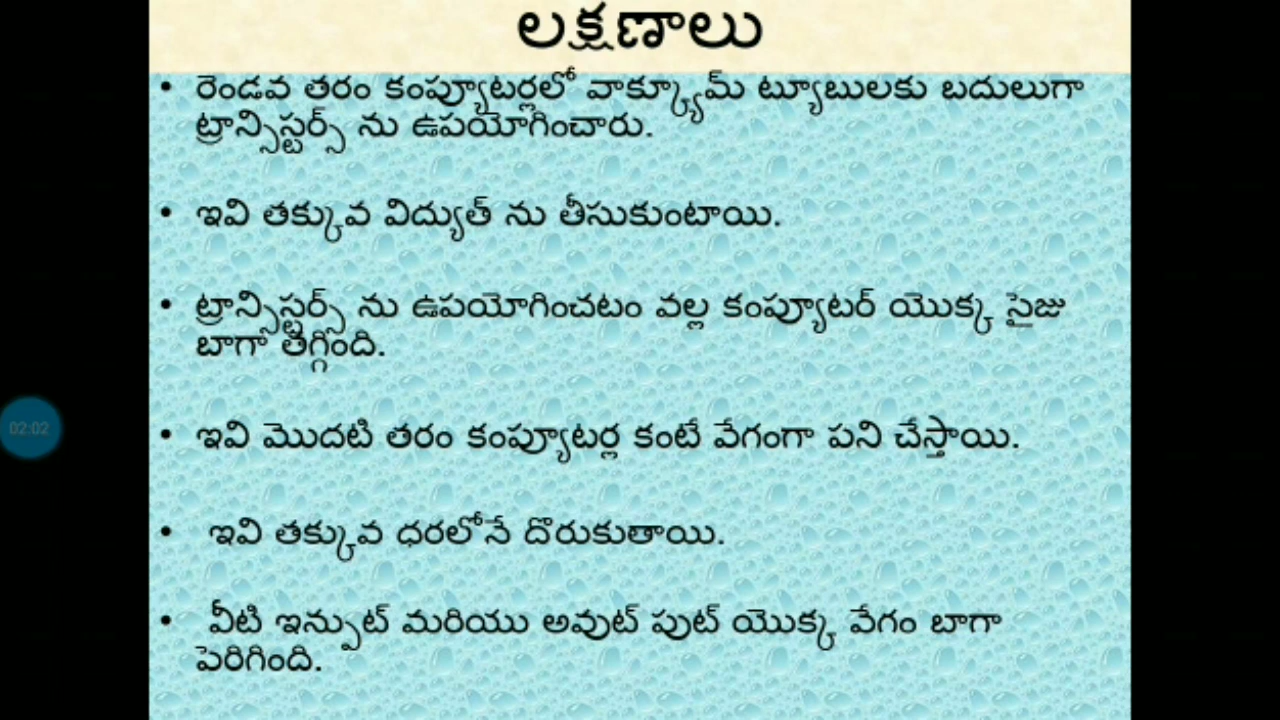 లక్షణాలు
• రెండవ తరం కంప్యూటర్లలో వాక్క్యూమ్ ట్యూబులకు బదులుగా
ట్రాన్సిస్టర్స్ ను ఉపయోగించారు.
• ఇవి తక్కువ విద్యుత్ ను తీసుకుంటాయి.
• ట్రాన్సిస్టర్స్ ను ఉపయోగించటం వల్ల కంప్యూటర్ యొక్క సైజు
బాగా తగ్గింది.
02:02
• ఇవి మొదటి తరం కంప్యూటర్ల కంటే వేగంగా పని చేస్తాయి.
• ఇవి తక్కువ ధరలోనే దొరుకుతాయి.
• వీటి ఇన్పుట్ మరియు అవుట్ పుట్ యొక్క వేగం బాగా
పెరిగింది.